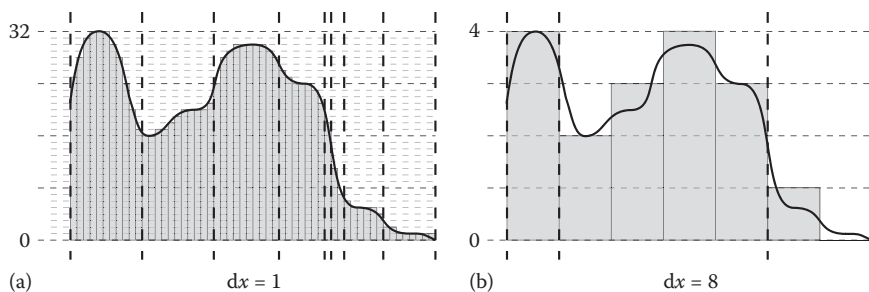 32
0
(a)
dx = 1
4
0
(b)
dx = 8